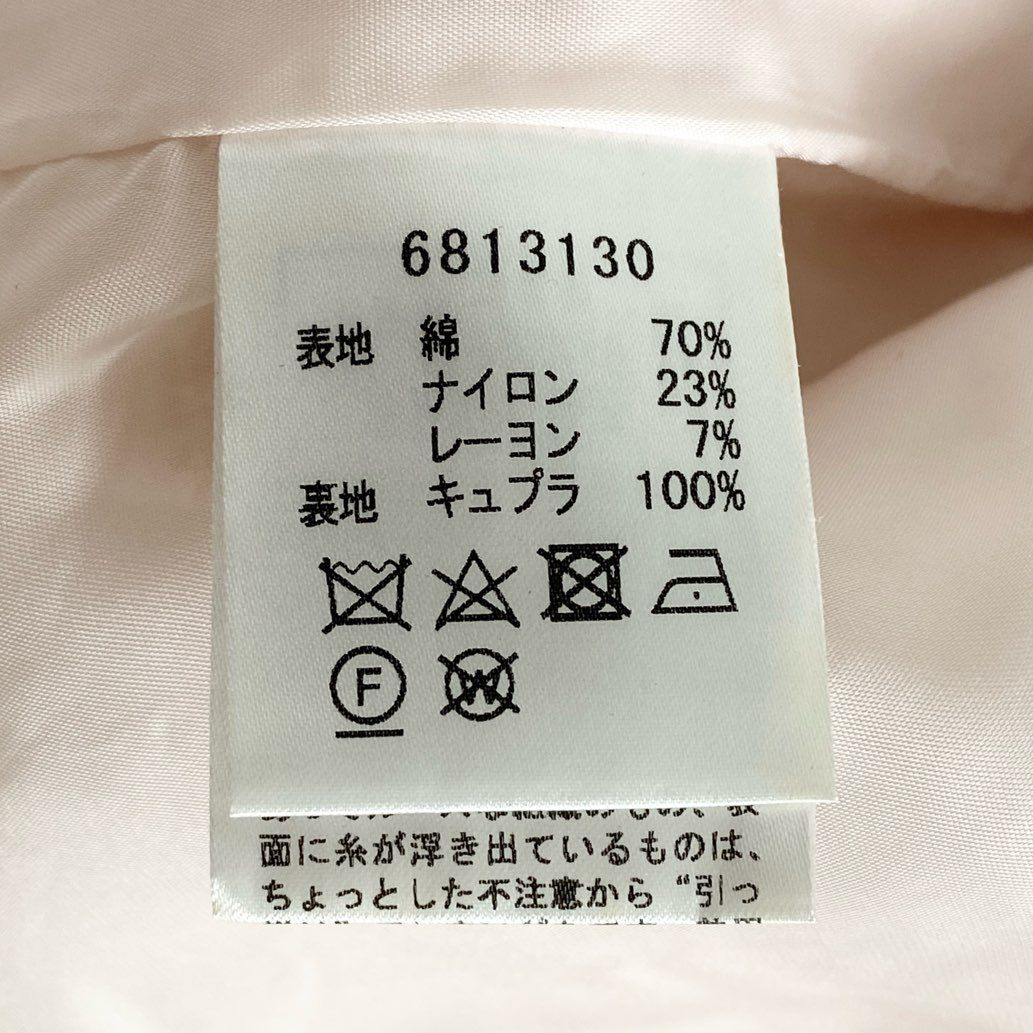 6813130
表地 綿 70%
ナイロン 23%
レーヨン 7%
裏地 キュプラ 100%
F
W
面に糸が浮き出ているものは、
ちょっとした不注意から“引っ